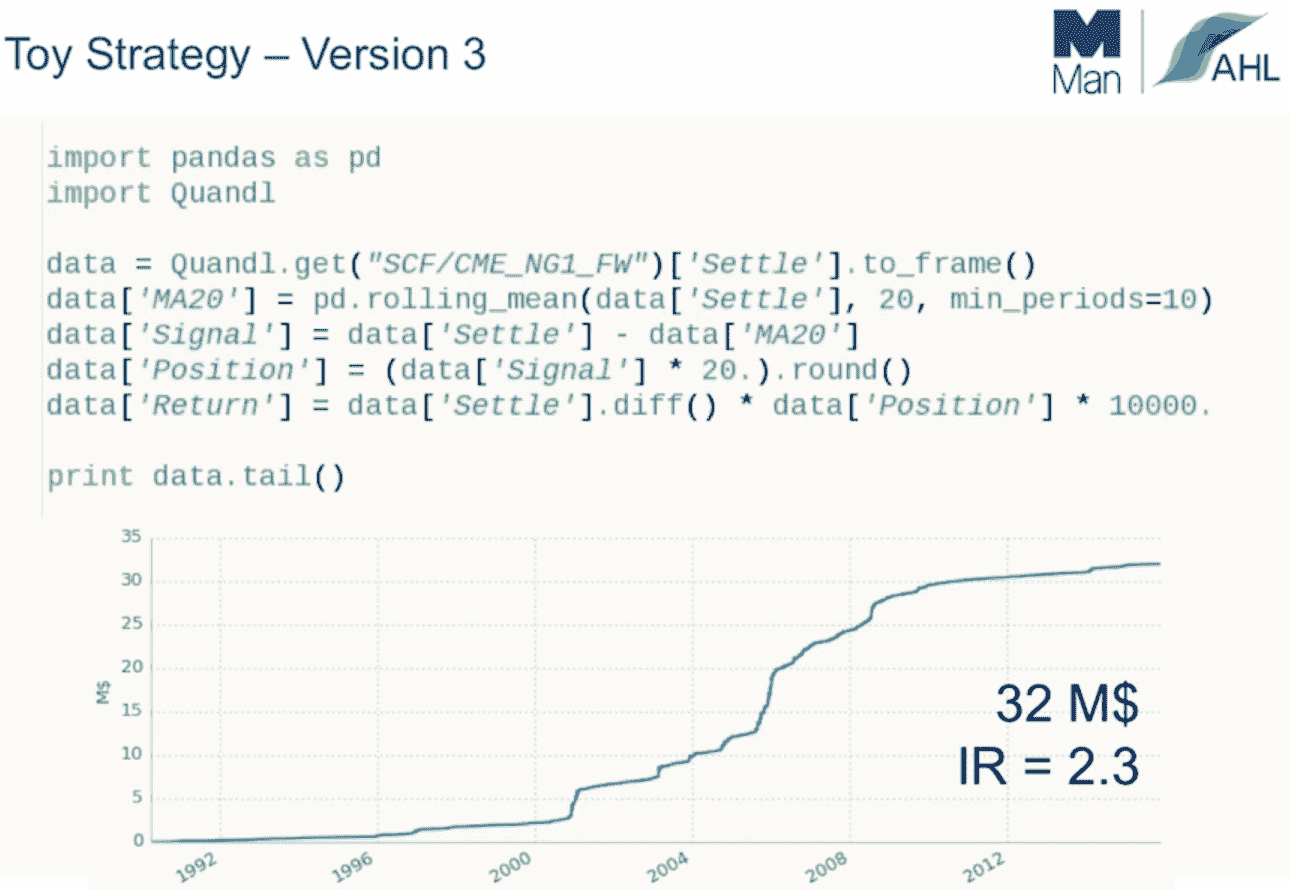 Toy Strategy – Version 3
M
Man
AHL
import pandas as pd
import Quandl
data = Quandl.get("SCF/CME_NG1_FW")['Settle'].to_frame()
data['MA20'] = pd.rolling_mean(data['Settle'], 20, min_periods=10)
data['Signal'] = data['Settle'] - data['MA20']
data['Position'] = (data['Signal'] * 20.).round()
data['Return'] = data['Settle'].diff() * data['Position'] * 10000.
print data.tail()
35
30
25
20
15
10
5
0
M$
32 M$
IR = 2.3
1992
1996
2000
2004
2008
2012